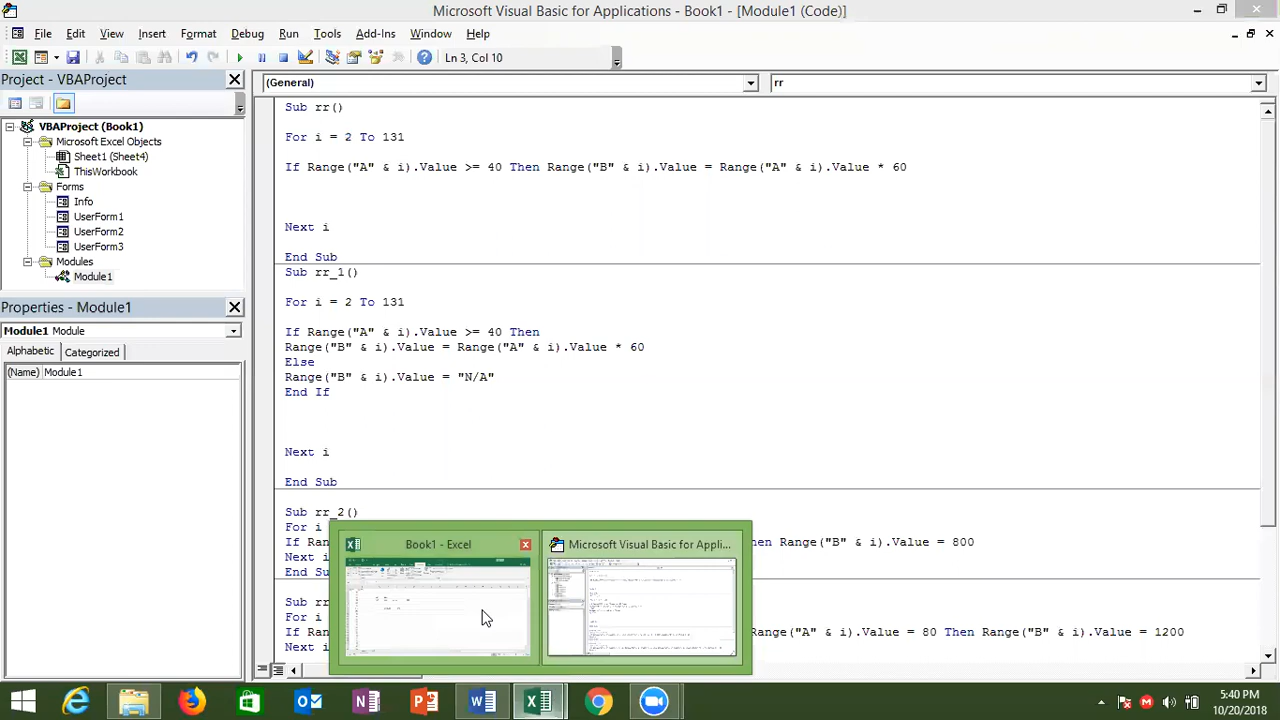 Microsoft Visual Basic for Applications - Book1 - [Module1 (Code)]
File Edit View Insert Format Debug Run Tools Add-Ins Window Help
Ln 3, Col 10
Project - VBAProject
(General) rr
VBAProject (Book1)
Microsoft Excel Objects
Sheet1 (Sheet4)
ThisWorkbook
Forms
Info
UserForm1
UserForm2
UserForm3
Modules
Module1
Properties - Module1
Module1 Module
Alphabetic Categorized
(Name) Module1
Sub rr()
For i = 2 To 131
If Range("A" & i).Value >= 40 Then Range("B" & i).Value = Range("A" & i).Value * 60
Next i
End Sub
Sub rr_1()
For i = 2 To 131
If Range("A" & i).Value >= 40 Then
Range("B" & i).Value = Range("A" & i).Value * 60
Else
Range("B" & i).Value = "N/A"
End If
Next i
End Sub
Sub rr_2()
For i
If Ran hen Range("B" & i).Value = 800
Next i
End Su
Sub rr
For i
If Ran Range("A" & i).Value = 80 Then Range("B" & i).Value = 1200
Next i
Book1 - Excel
Microsoft Visual Basic for Appli...
5:40 PM
10/20/2018